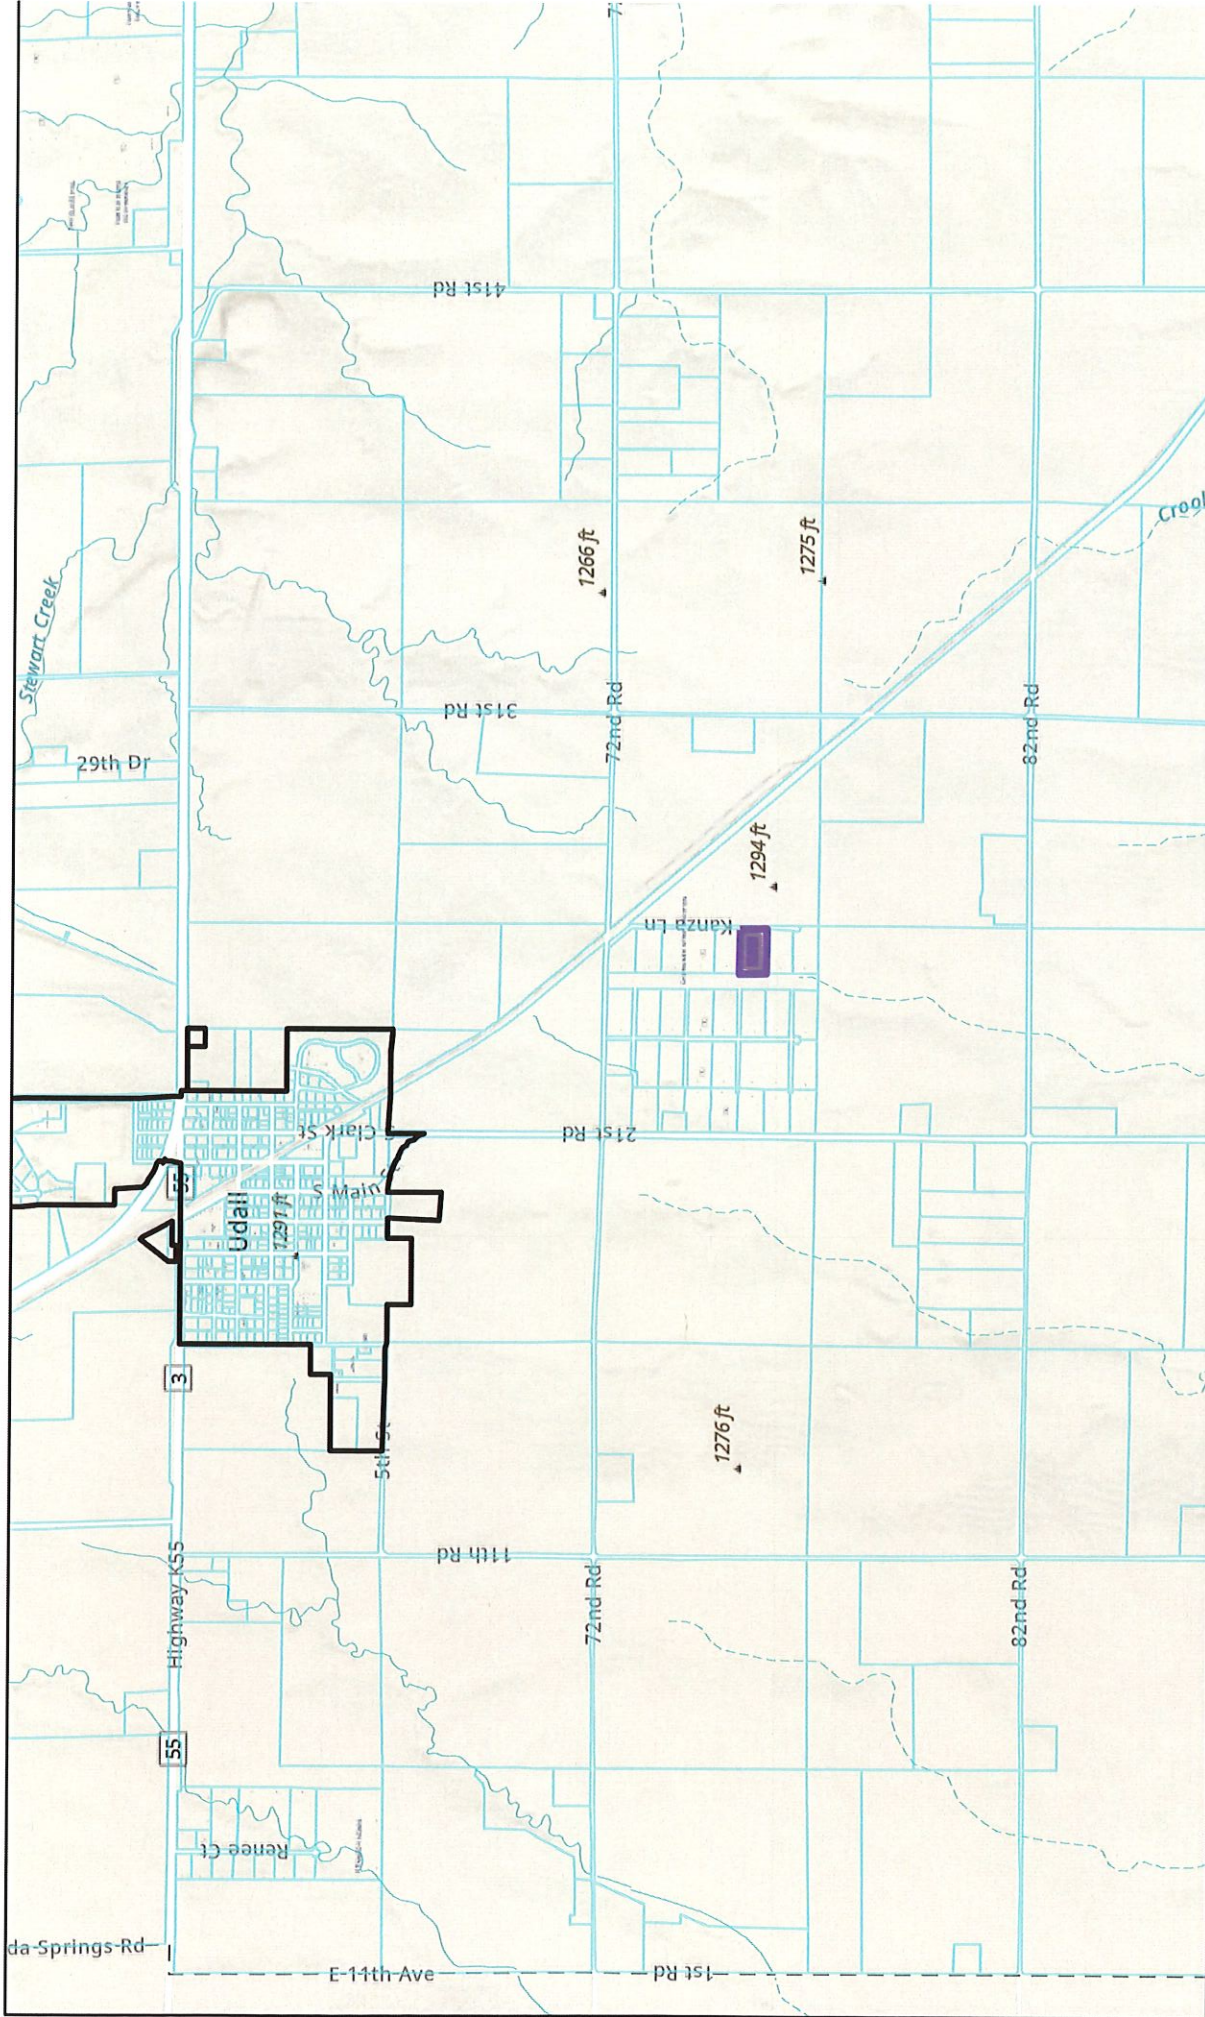 41st Rd
Stewart Creek
1266 ft
1275 ft
Crool
31st Rd
72nd Rd
82nd Rd
29th Dr
1294 ft
Kanza Ln
S Clark St
21st Rd
55
S Main St
Udall
1291 ft
3
5th St
1276 ft
11th Rd
Highway K55
72nd Rd
82nd Rd
55
Renee Ct
da Springs Rd
E 11th Ave
1st Rd